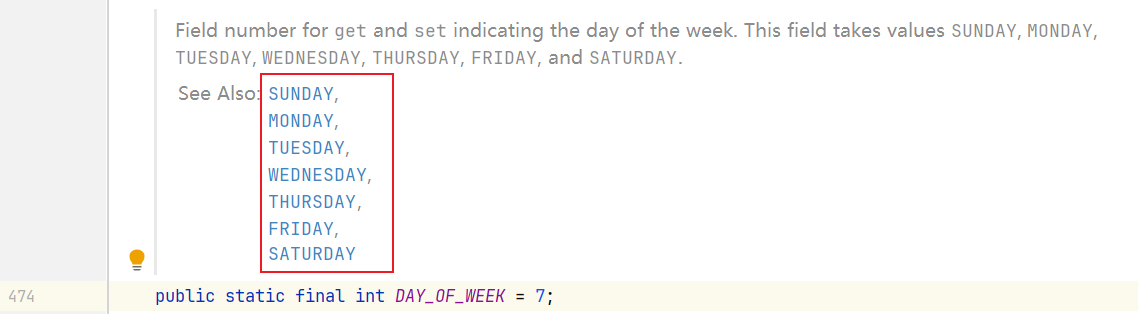 Field number for get and set indicating the day of the week. This field takes values SUNDAY, MONDAY,
TUESDAY, WEDNESDAY, THURSDAY, FRIDAY, and SATURDAY.
See Also: SUNDAY,
MONDAY,
TUESDAY,
WEDNESDAY,
THURSDAY,
FRIDAY,
SATURDAY
474 public static final int DAY_OF_WEEK = 7;